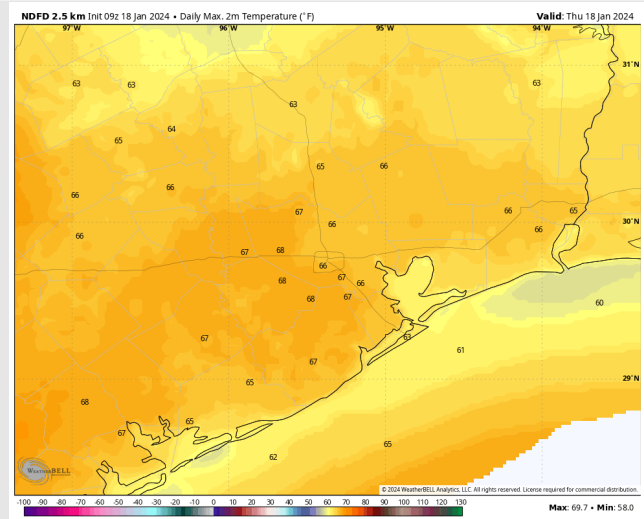 NDFD 2.5 km Init 09z 18 Jan 2024 • Daily Max. 2m Temperature (°F)
Valid: Thu 18 Jan 2024
97°W 96°W 95°W 94°W
31°N
63 63 63
63
64
65
65 66
66 66
67 66 65
66 66
30°N
66
67 68
66
67
68 66
68 67
63
60
67
61
67
29°N
65
68
65
67
65
62
WEATHERBELL
© 2024 WeatherBELL Analytics, LLC. All rights reserved. License required for commercial distribution.
-100 -90 -80 -70 -60 -50 -40 -30 -20 -10 0 10 20 30 40 50 60 70 80 90 100 110 120 130
Max: 69.7 • Min: 58.0